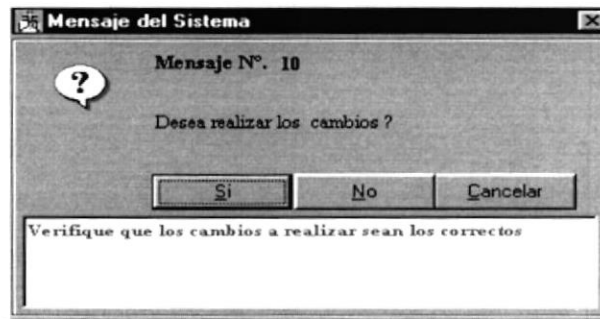 Mensaje del Sistema
Mensaje Nº. 10
?
Desea realizar los cambios ?
Si No Cancelar
Verifique que los cambios a realizar sean los correctos